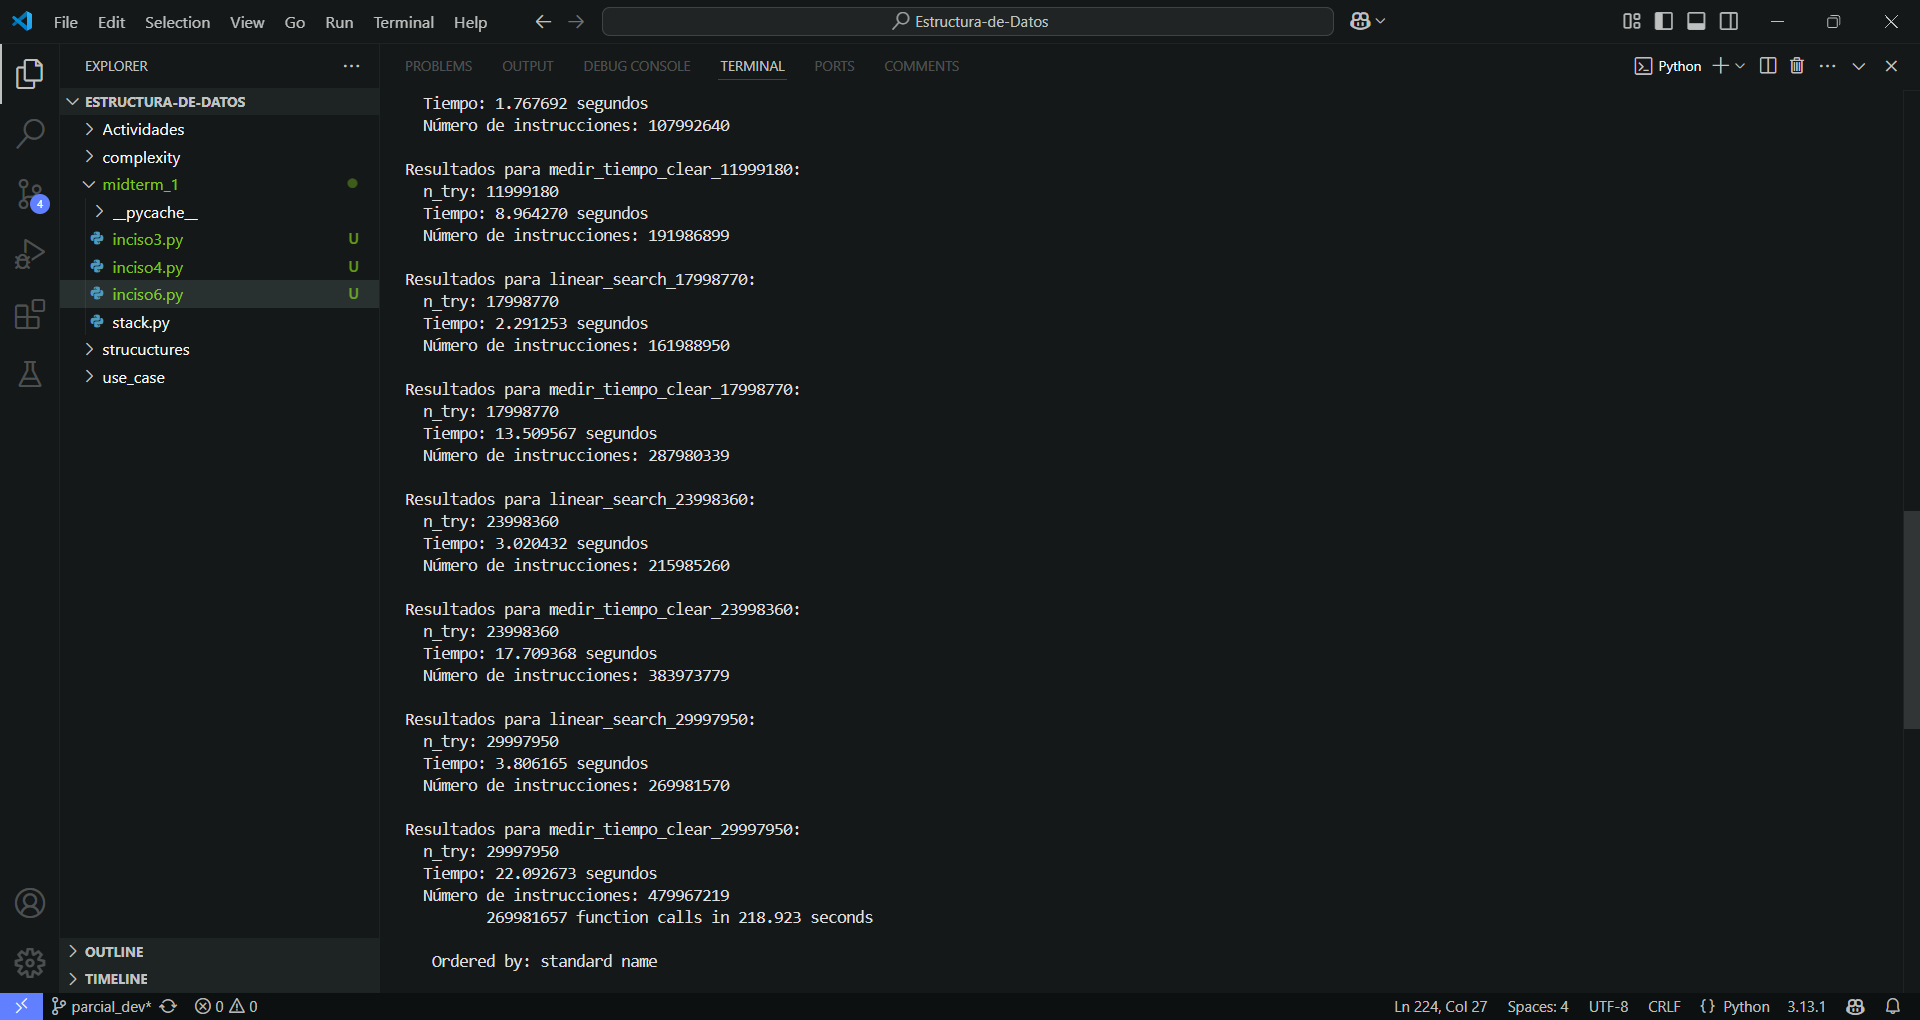 File Edit Selection View Go Run Terminal Help
Estructura-de-Datos
EXPLORER
ESTRUCTURA-DE-DATOS
Actividades
complexity
midterm_1
__pycache__
inciso3.py U
inciso4.py U
inciso6.py U
stack.py
strucuctures
use_case
4
OUTLINE
TIMELINE
PROBLEMS OUTPUT DEBUG CONSOLE TERMINAL PORTS COMMENTS
Python
Tiempo: 1.767692 segundos
Número de instrucciones: 107992640
Resultados para medir_tiempo_clear_11999180:
n_try: 11999180
Tiempo: 8.964270 segundos
Número de instrucciones: 191986899
Resultados para linear_search_17998770:
n_try: 17998770
Tiempo: 2.291253 segundos
Número de instrucciones: 161988950
Resultados para medir_tiempo_clear_17998770:
n_try: 17998770
Tiempo: 13.509567 segundos
Número de instrucciones: 287980339
Resultados para linear_search_23998360:
n_try: 23998360
Tiempo: 3.020432 segundos
Número de instrucciones: 215985260
Resultados para medir_tiempo_clear_23998360:
n_try: 23998360
Tiempo: 17.709368 segundos
Número de instrucciones: 383973779
Resultados para linear_search_29997950:
n_try: 29997950
Tiempo: 3.806165 segundos
Número de instrucciones: 269981570
Resultados para medir_tiempo_clear_29997950:
n_try: 29997950
Tiempo: 22.092673 segundos
Número de instrucciones: 479967219
269981657 function calls in 218.923 seconds
Ordered by: standard name
parcial_dev* 0 0
Ln 224, Col 27 Spaces: 4 UTF-8 CRLF {} Python 3.13.1